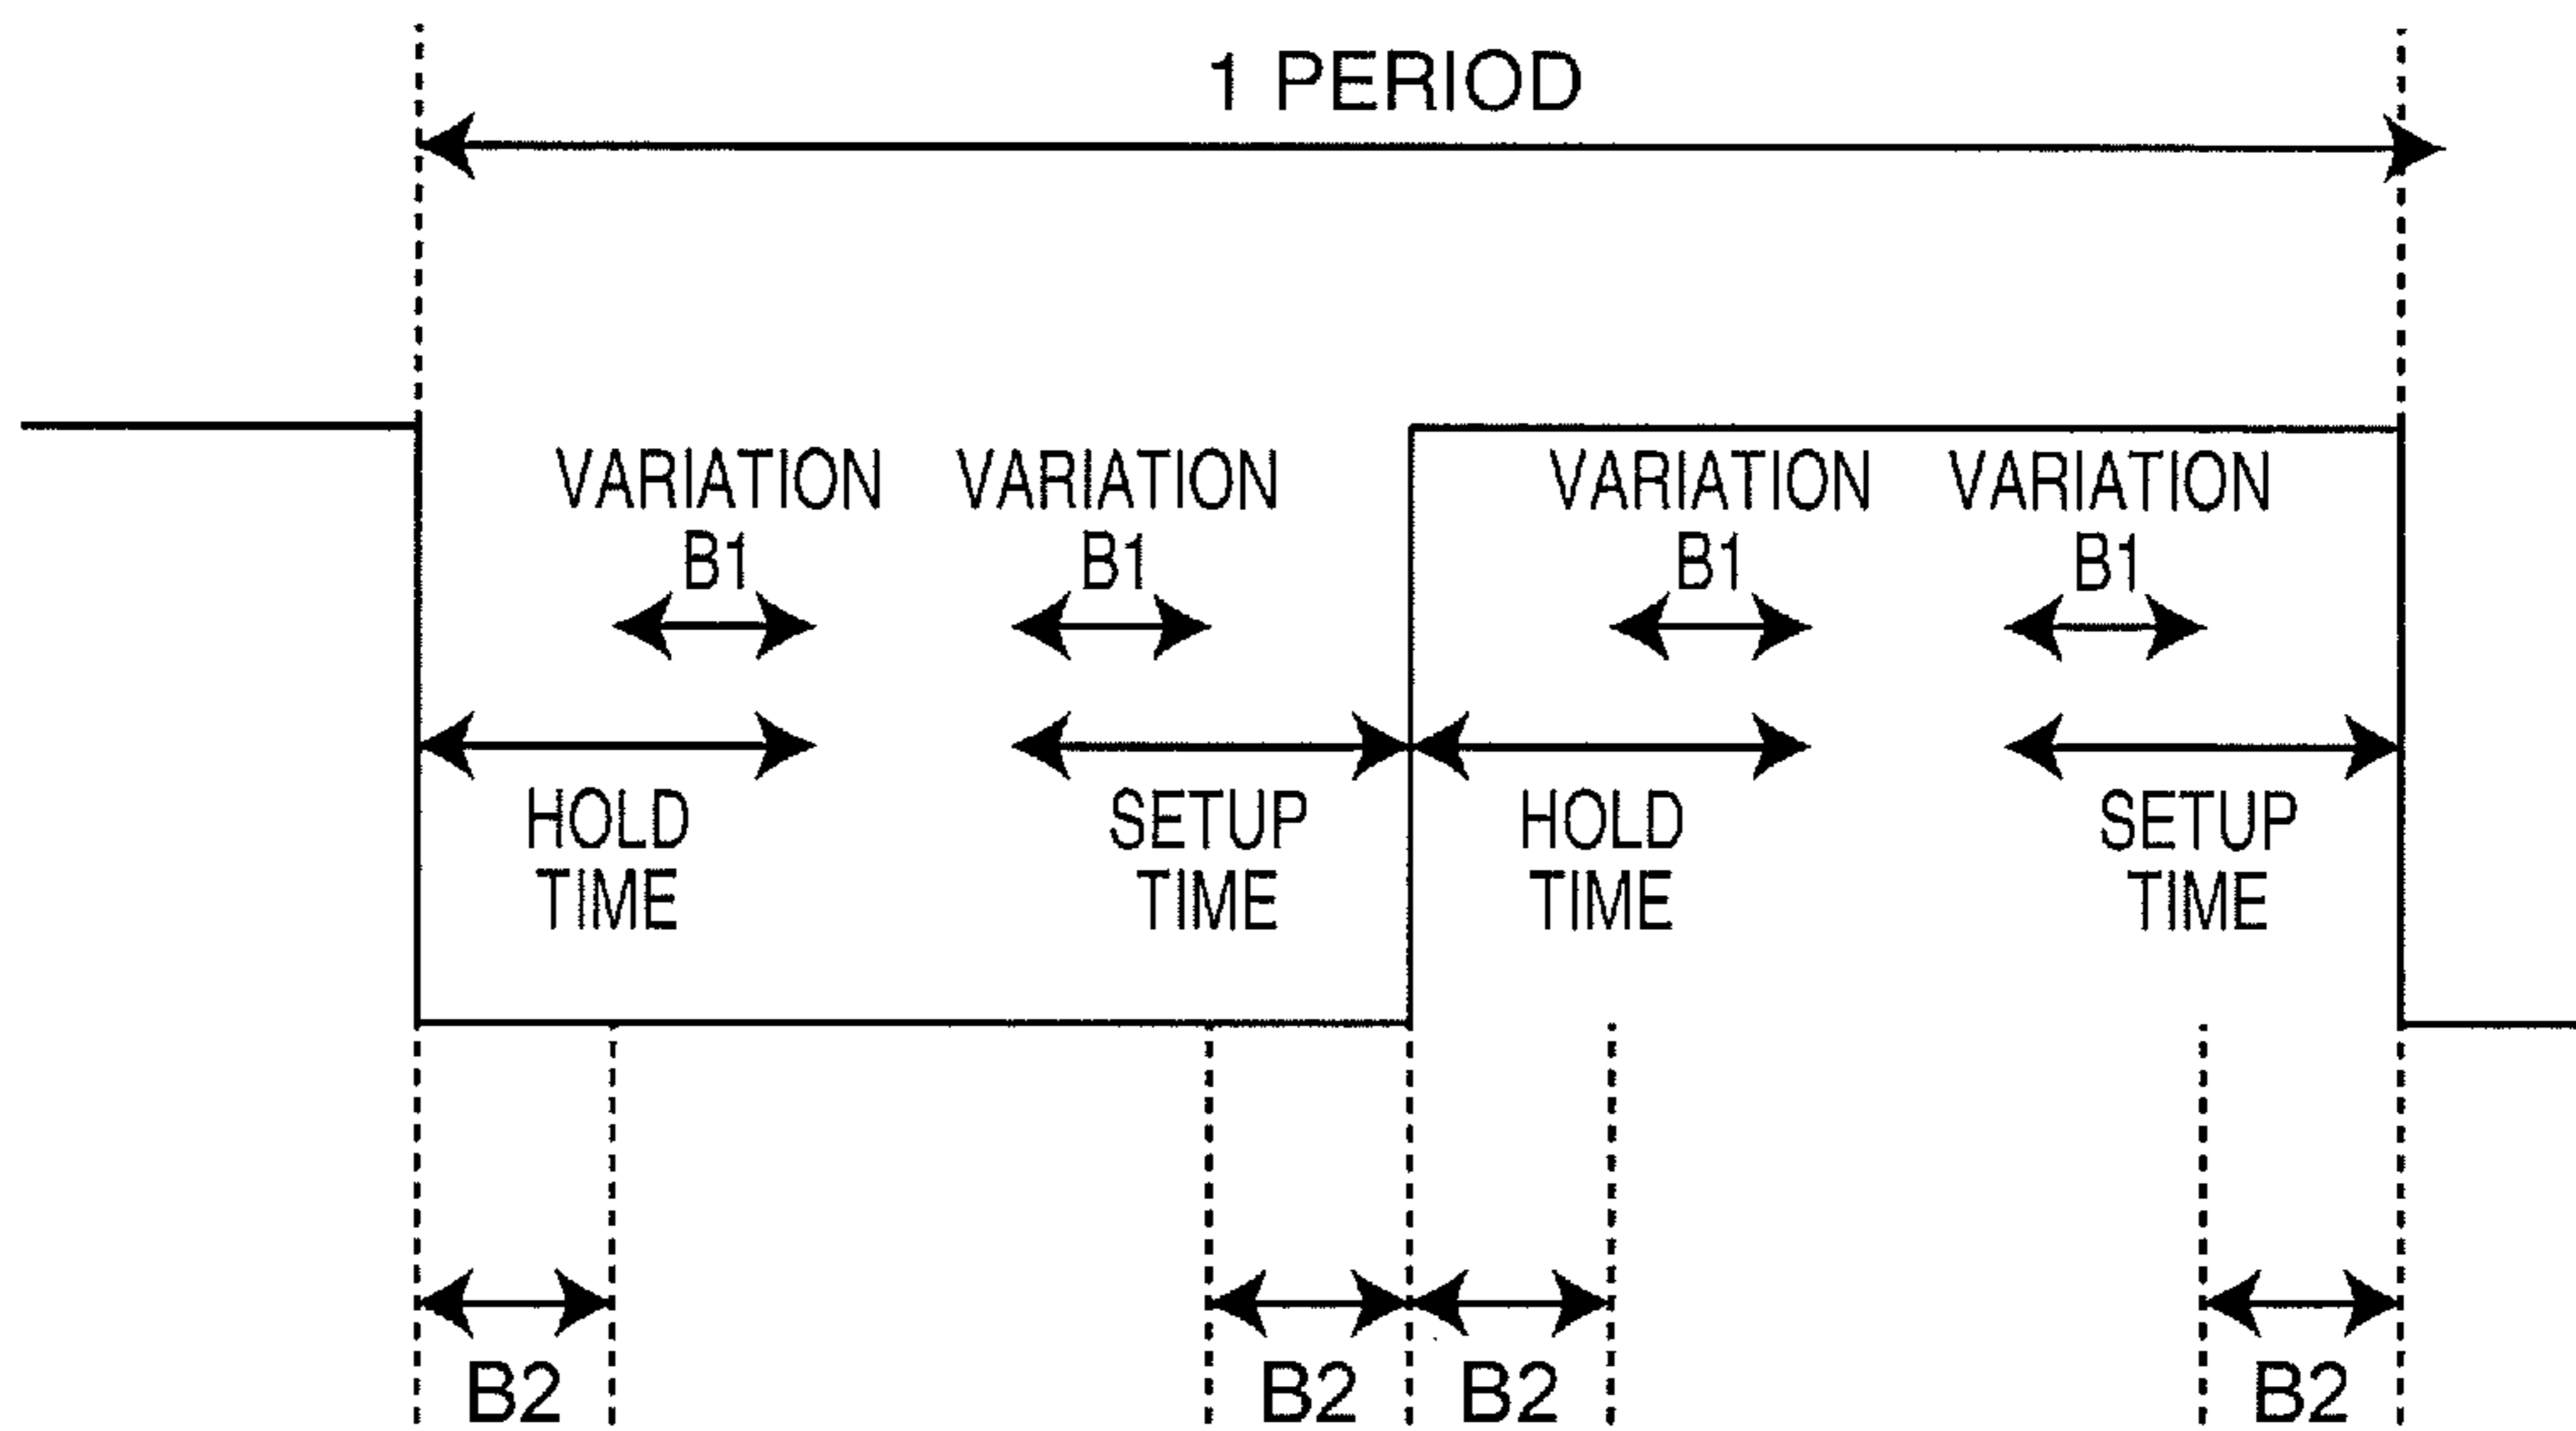 1 PERIOD
VARIATION
B1
VARIATION
B1
VARIATION
B1
VARIATION
B1
HOLD
TIME
SETUP
TIME
HOLD
TIME
SETUP
TIME
B2
B2
B2
B2